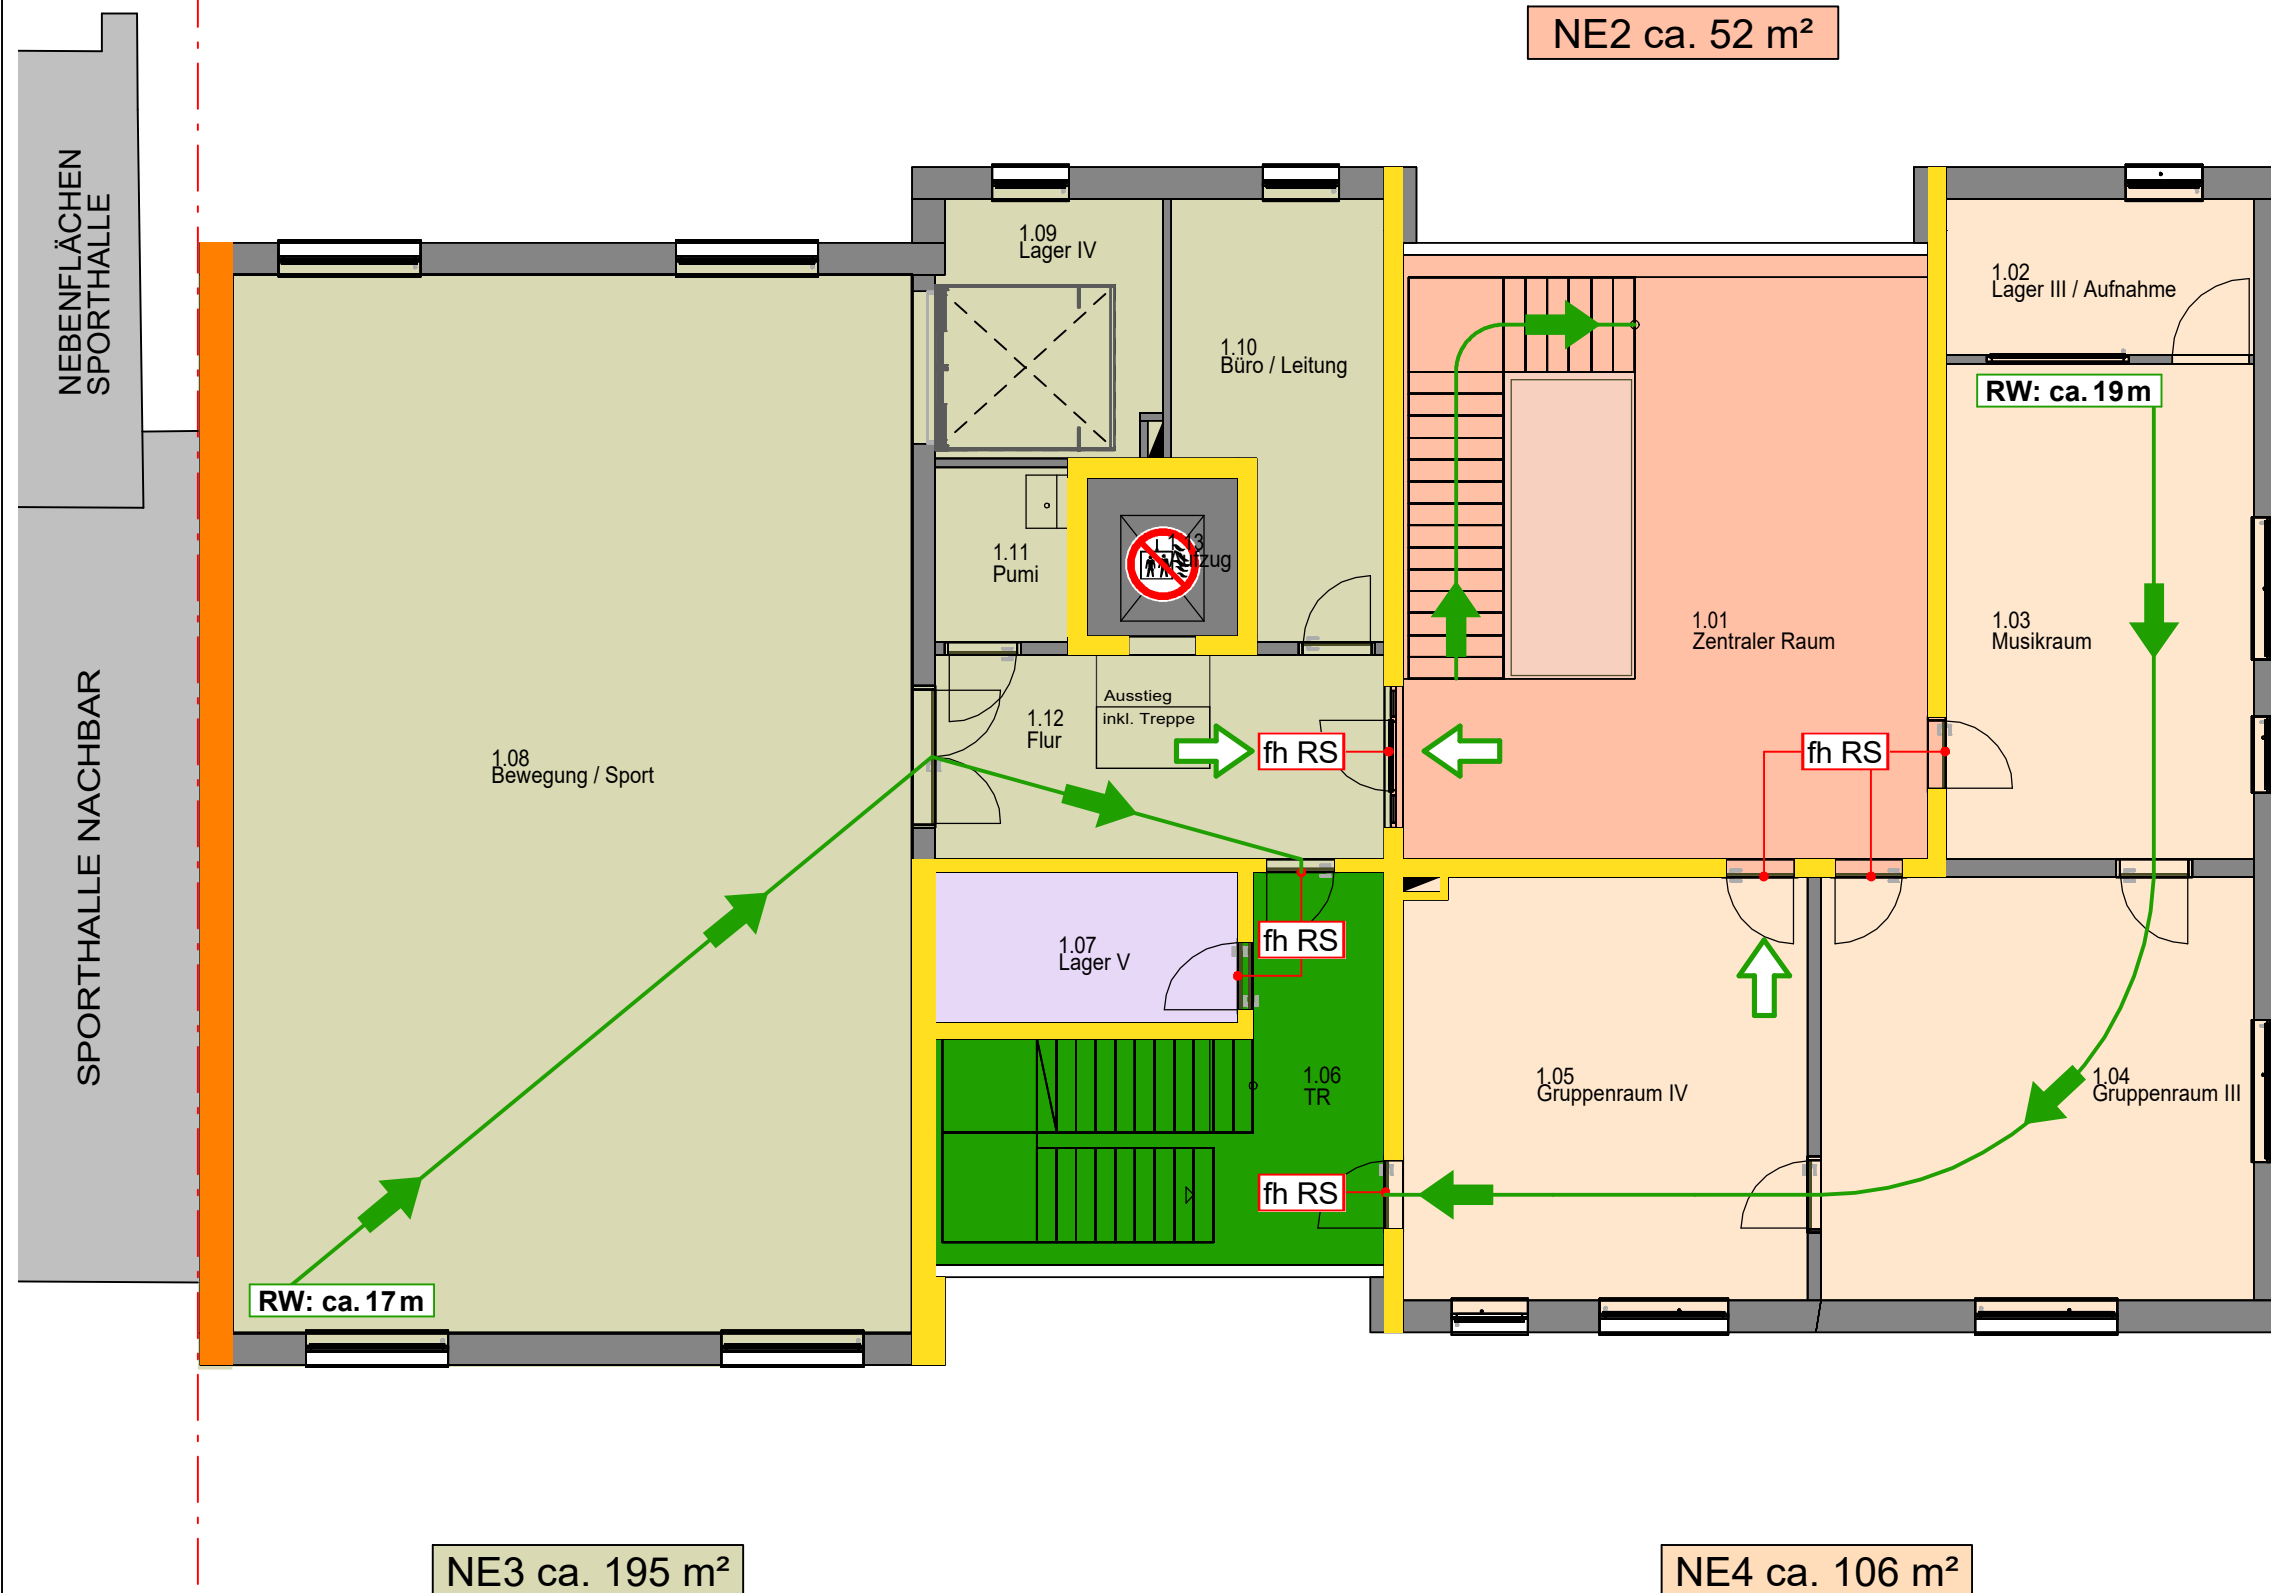 NE2 ca. 52 m²
NEBENFLÄCHEN
SPORTHALLE
1.09
Lager IV
1.02
Lager III / Aufnahme
1.10
Büro / Leitung
RW: ca. 19 m
1.13
Aufzug
1.11
Pumi
1.01
Zentraler Raum
1.03
Musikraum
SPORTHALLE NACHBAR
Ausstieg
inkl. Treppe
1.12
Flur
fh RS
fh RS
1.08
Bewegung / Sport
fh RS
1.07
Lager V
1.06
TR
1.05
Gruppenraum IV
1.04
Gruppenraum III
fh RS
RW: ca. 17 m
NE3 ca. 195 m²
NE4 ca. 106 m²